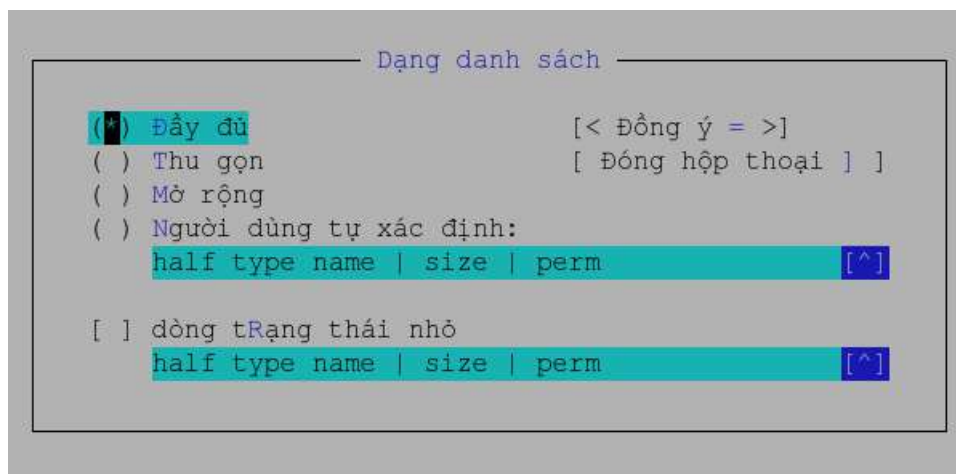 Dạng danh sách
(*) Đầy đủ [< Đồng ý = >]
( ) Thu gọn [ Đóng hộp thoại ] ]
( ) Mở rộng
( ) Người dùng tự xác định:
half type name | size | perm [^]
[ ] dòng tRạng thái nhỏ
half type name | size | perm [^]